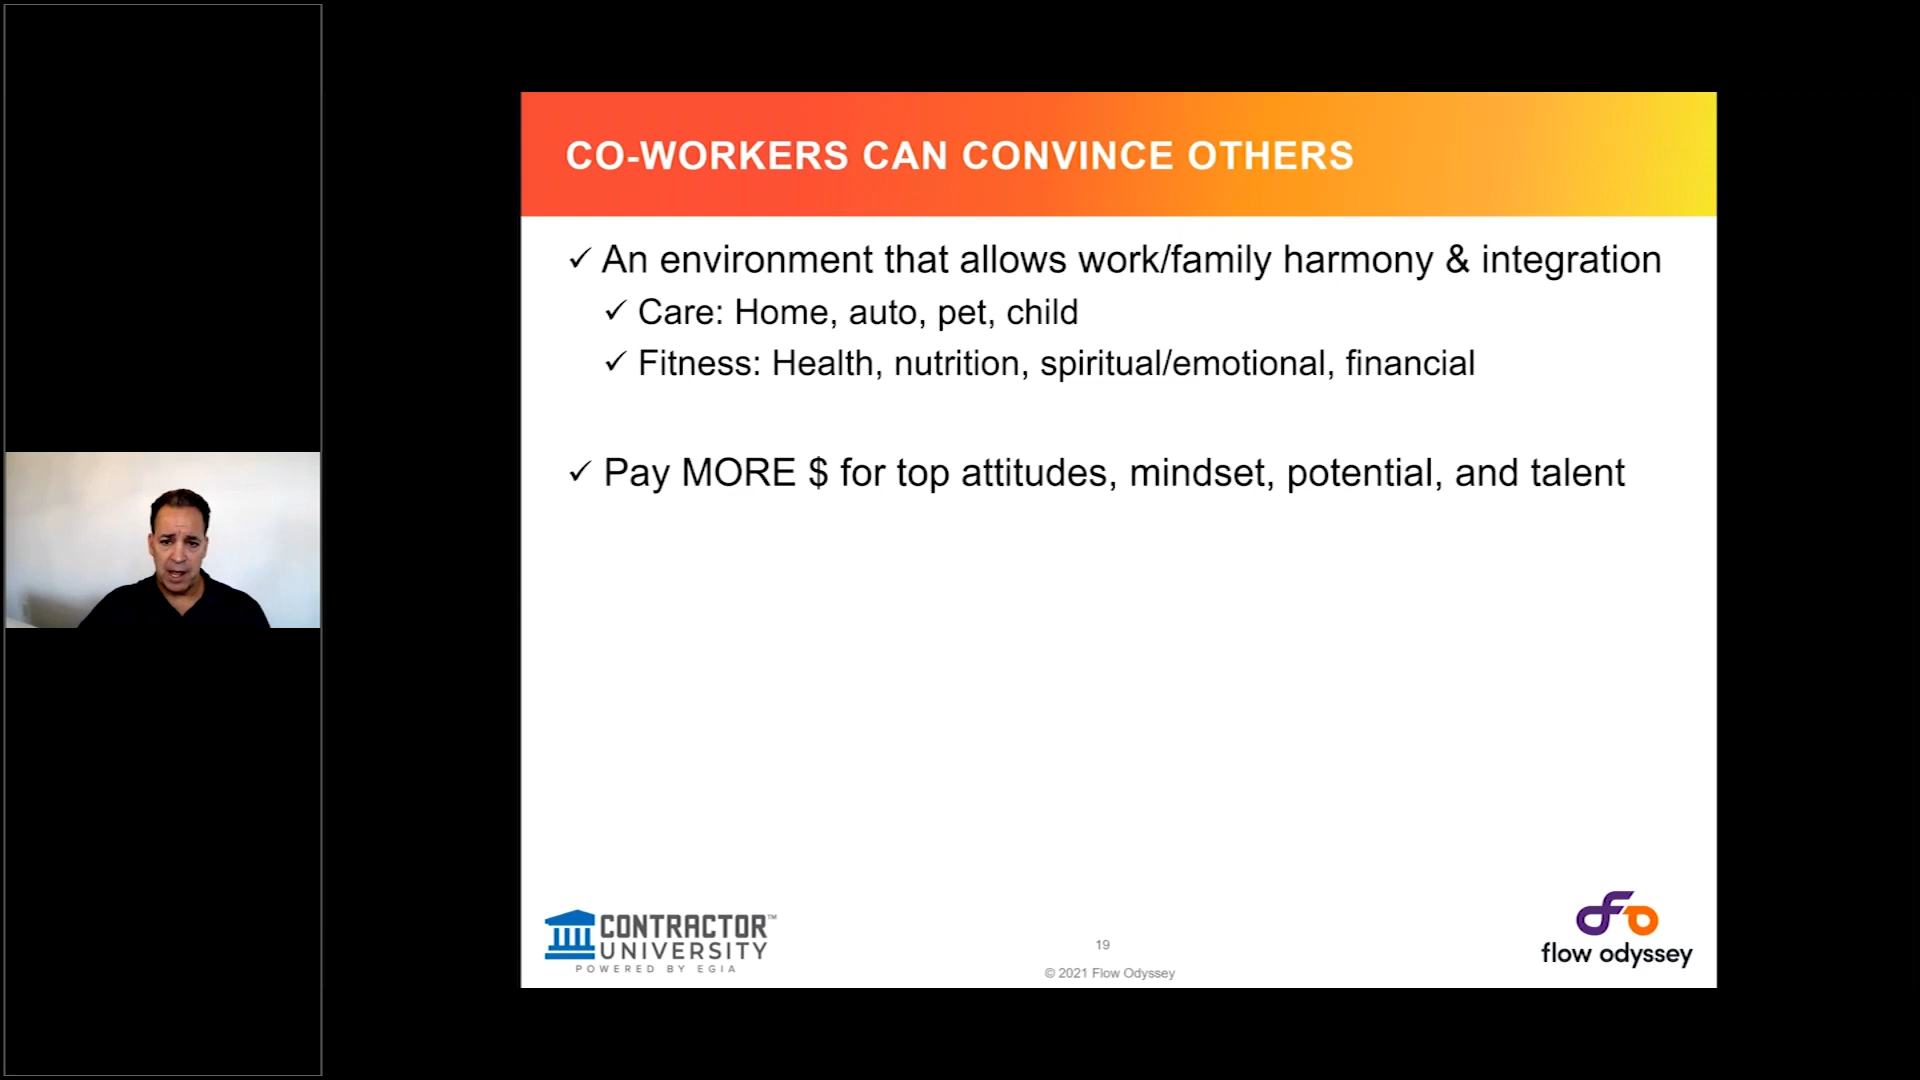 CO-WORKERS CAN CONVINCE OTHERS
✓ An environment that allows work/family harmony & integration
✓ Care: Home, auto, pet, child
✓ Fitness: Health, nutrition, spiritual/emotional, financial
✓ Pay MORE $ for top attitudes, mindset, potential, and talent
CONTRACTOR™
UNIVERSITY
POWERED BY EGIA
19
© 2021 Flow Odyssey
flow odyssey